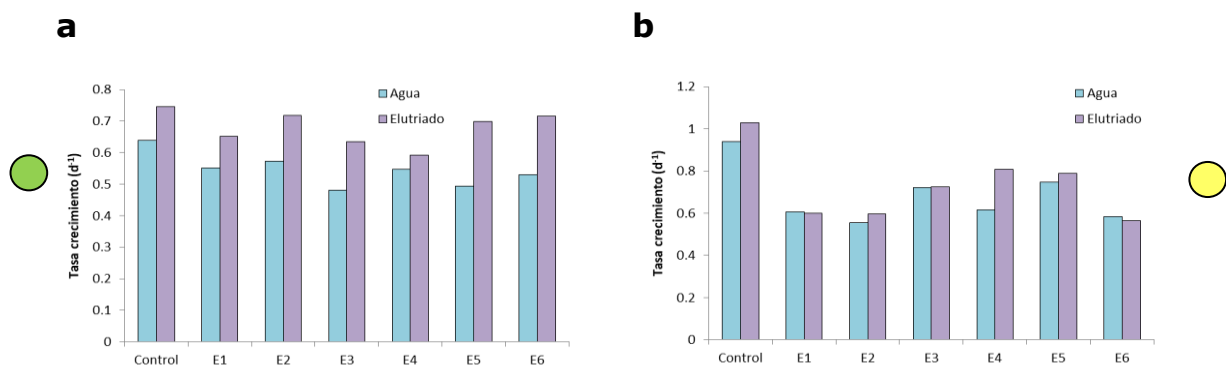 a
0.8
0.7
0.6
0.5
0.4
0.3
0.2
0.1
0
Tasa crecimiento (d⁻¹)
Agua
Elutriado
Control E1 E2 E3 E4 E5 E6
b
1.2
1
0.8
0.6
0.4
0.2
0
Tasa crecimiento (d⁻¹)
Agua
Elutriado
Control E1 E2 E3 E4 E5 E6